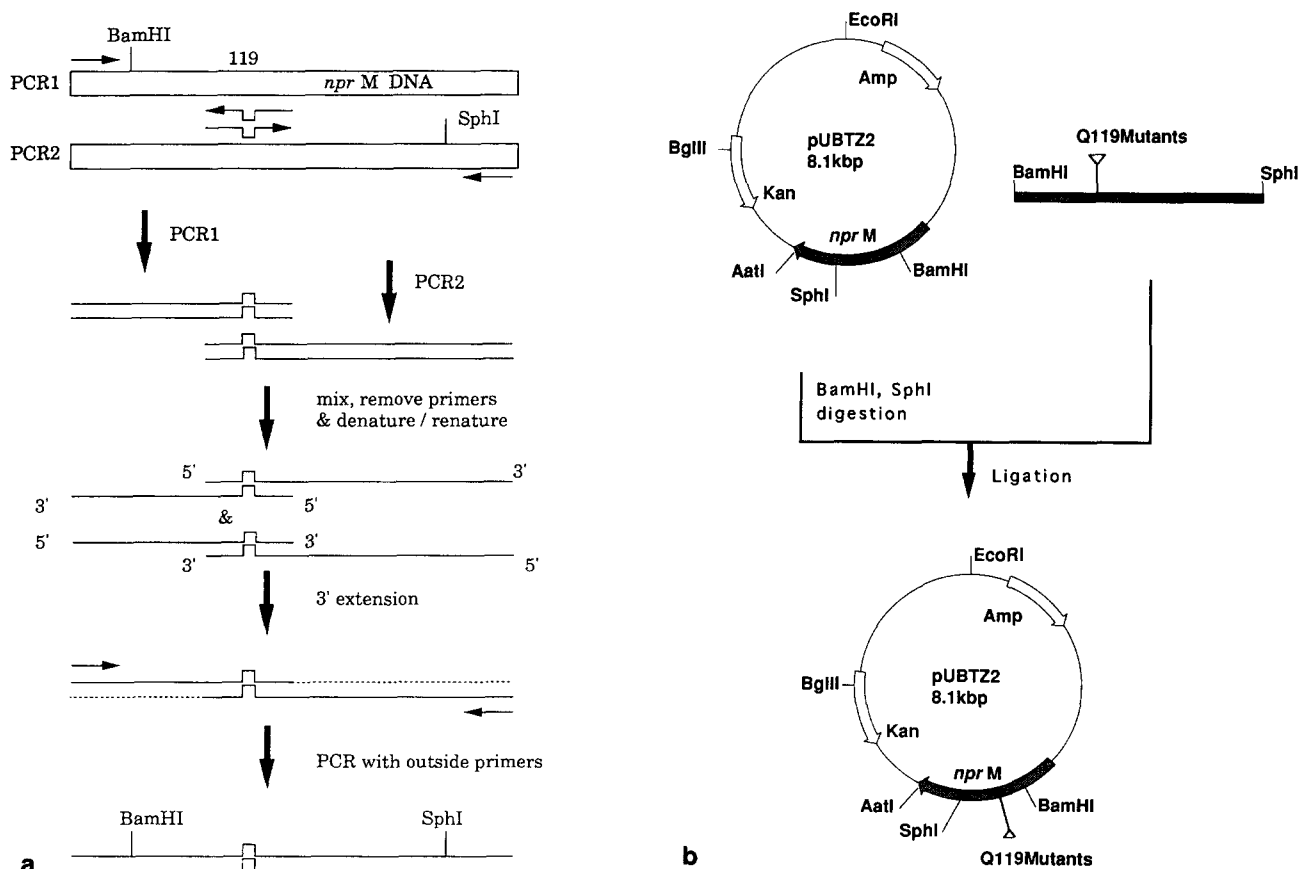 BamHI
119
PCR1
npr M DNA
SphI
PCR2
PCR1
PCR2
mix, remove primers
& denature / renature
5'
3'
3'
5'
&
5'
3'
3'
5'
3' extension
PCR with outside primers
BamHI
SphI
a
EcoRI
Amp
BglII
pUBTZ2
8.1kbp
Kan
npr M
AatI
SphI
BamHI
Q119Mutants
BamHI
SphI
BamHI, SphI
digestion
Ligation
EcoRI
Amp
BglII
pUBTZ2
8.1kbp
Kan
npr M
AatI
SphI
BamHI
Q119Mutants
b